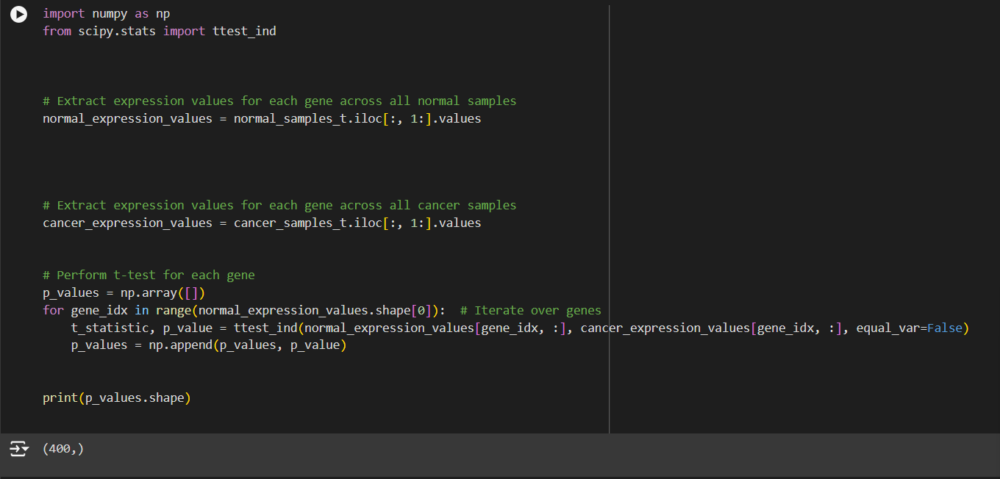 import numpy as np
from scipy.stats import ttest_ind
# Extract expression values for each gene across all normal samples
normal_expression_values = normal_samples_t.iloc[:, 1:].values
# Extract expression values for each gene across all cancer samples
cancer_expression_values = cancer_samples_t.iloc[:, 1:].values
# Perform t-test for each gene
p_values = np.array([])
for gene_idx in range(normal_expression_values.shape[0]):  # Iterate over genes
    t_statistic, p_value = ttest_ind(normal_expression_values[gene_idx, :], cancer_expression_values[gene_idx, :], equal_var=False)
    p_values = np.append(p_values, p_value)
print(p_values.shape)
(400,)